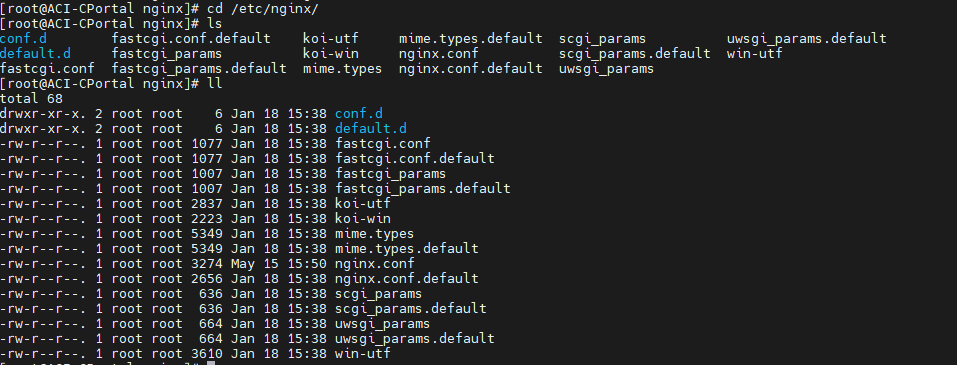 [root@ACI-CPortal nginx]# cd /etc/nginx/
[root@ACI-CPortal nginx]# ls
conf.d      fastcgi.conf.default    koi-utf     mime.types.default  scgi_params          uwsgi_params.default
default.d   fastcgi_params          koi-win     nginx.conf          scgi_params.default  win-utf
fastcgi.conf  fastcgi_params.default  mime.types  nginx.conf.default  uwsgi_params
[root@ACI-CPortal nginx]# ll
total 68
drwxr-xr-x. 2 root root    6 Jan 18 15:38 conf.d
drwxr-xr-x. 2 root root    6 Jan 18 15:38 default.d
-rw-r--r--. 1 root root 1077 Jan 18 15:38 fastcgi.conf
-rw-r--r--. 1 root root 1077 Jan 18 15:38 fastcgi.conf.default
-rw-r--r--. 1 root root 1007 Jan 18 15:38 fastcgi_params
-rw-r--r--. 1 root root 1007 Jan 18 15:38 fastcgi_params.default
-rw-r--r--. 1 root root 2837 Jan 18 15:38 koi-utf
-rw-r--r--. 1 root root 2223 Jan 18 15:38 koi-win
-rw-r--r--. 1 root root 5349 Jan 18 15:38 mime.types
-rw-r--r--. 1 root root 5349 Jan 18 15:38 mime.types.default
-rw-r--r--. 1 root root 3274 May 15 15:50 nginx.conf
-rw-r--r--. 1 root root 2656 Jan 18 15:38 nginx.conf.default
-rw-r--r--. 1 root root  636 Jan 18 15:38 scgi_params
-rw-r--r--. 1 root root  636 Jan 18 15:38 scgi_params.default
-rw-r--r--. 1 root root  664 Jan 18 15:38 uwsgi_params
-rw-r--r--. 1 root root  664 Jan 18 15:38 uwsgi_params.default
-rw-r--r--. 1 root root 3610 Jan 18 15:38 win-utf
[root@ACI-CPortal nginx]#